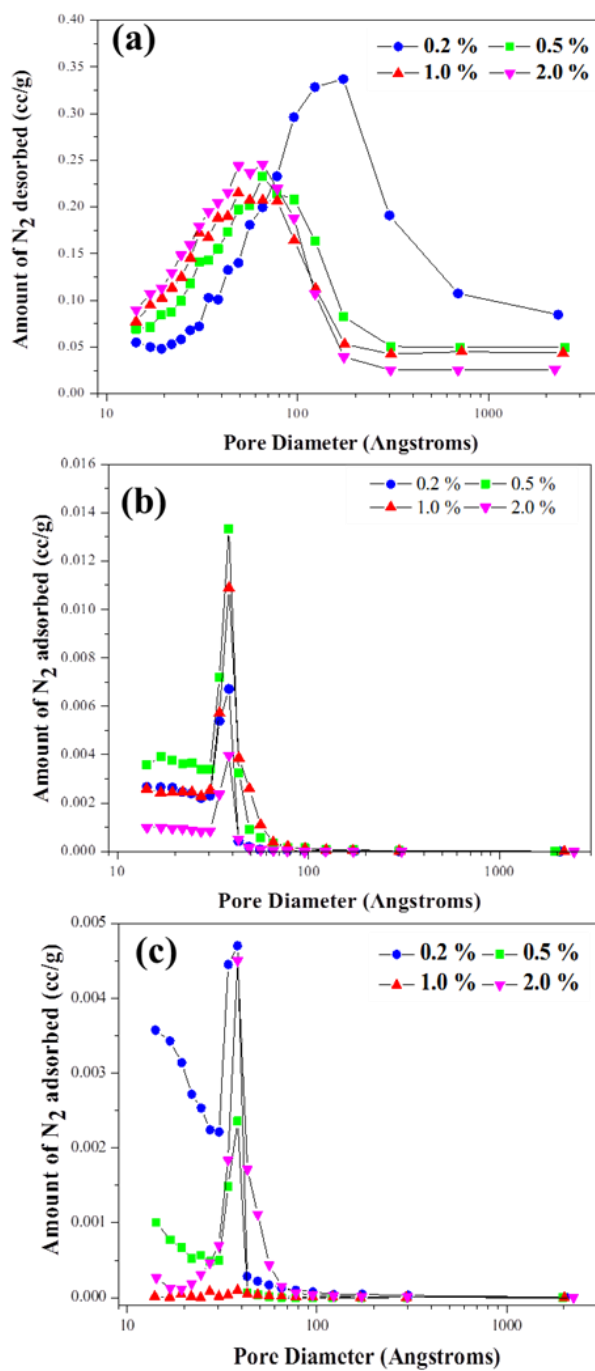 (a)
0.2 % 0.5 %
1.0 % 2.0 %
0.40
0.35
0.30
0.25
0.20
0.15
0.10
0.05
0.00
Amount of N2 desorbed (cc/g)
10 100 1000
Pore Diameter (Angstroms)
(b)
0.2 % 0.5 %
1.0 % 2.0 %
0.016
0.014
0.012
0.010
0.008
0.006
0.004
0.002
0.000
Amount of N2 adsorbed (cc/g)
10 100 1000
Pore Diameter (Angstroms)
(c)
0.2 % 0.5 %
1.0 % 2.0 %
0.005
0.004
0.003
0.002
0.001
0.000
Amount of N2 adsorbed (cc/g)
10 100 1000
Pore Diameter (Angstroms)